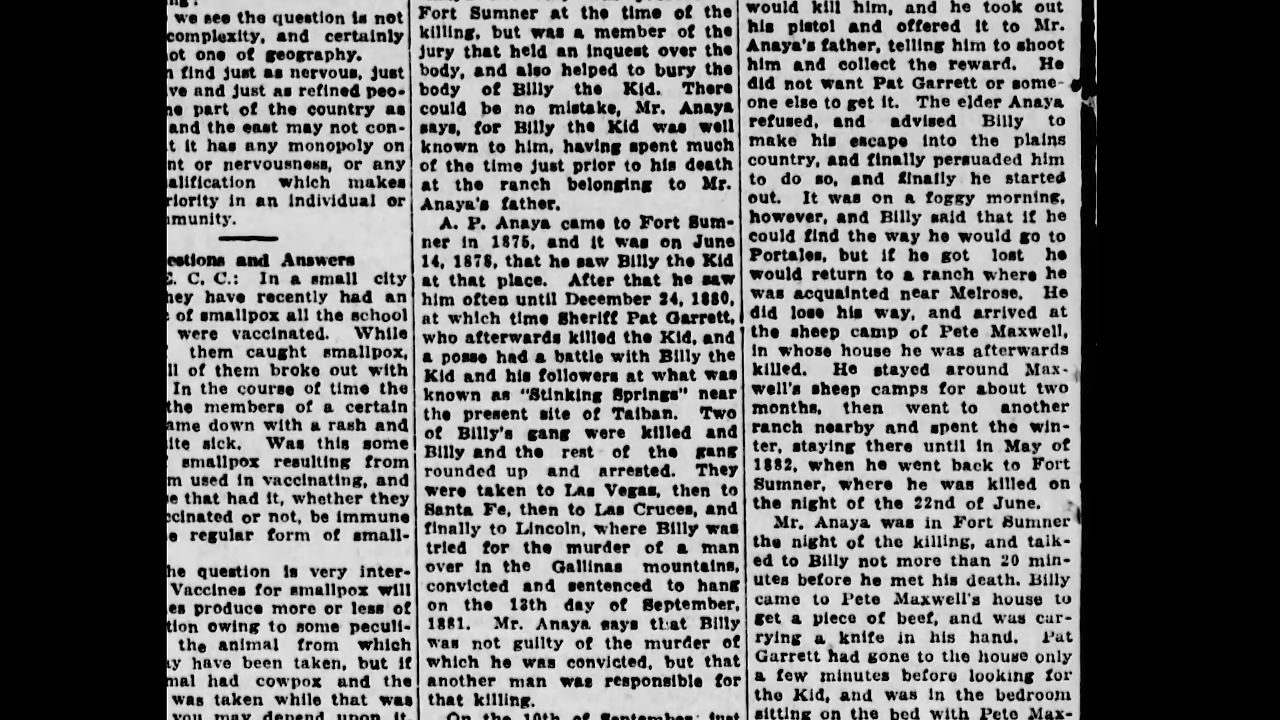 we see the question is not
complexity, and certainly
ot one of geography.
find just as nervous, just
ve and just as refined peo-
e part of the country as
and the east may not con-
t it has any monopoly on
nt or nervousness, or any
alification which makes
riority in an individual or
mmunity.
estions and Answers
E. C. C.: In a small city
hey have recently had an
of smallpox all the school
were vaccinated. While
them caught smallpox,
ll of them broke out with
In the course of time the
the members of a certain
ame down with a rash and
ite sick. Was this some
smallpox resulting from
m used in vaccinating, and
e that had it, whether they
ccinated or not, be immune
e regular form of small-
he question is very inter-
Vaccines for smallpox will
es produce more or less of
tion owing to some peculi-
the animal from which
y have been taken, but if
mal had cowpox and the
was taken while that was
you may depend upon it
Fort Sumner at the time of the
killing, but was a member of the
jury that held an inquest over the
body, and also helped to bury the
body of Billy the Kid. There
could be no mistake, Mr. Anaya
says, for Billy the Kid was well
known to him, having spent much
of the time just prior to his death
at the ranch belonging to Mr.
Anaya's father.
A. P. Anaya came to Fort Sum-
ner in 1875, and it was on June
14, 1878, that he saw Billy the Kid
at that place. After that he saw
him often until December 24, 1880,
at which time Sheriff Pat Garrett,
who afterwards killed the Kid, and
a posse had a battle with Billy the
Kid and his followers at what was
known as "Stinking Springs" near
the present site of Taiban. Two
of Billy's gang were killed and
Billy and the rest of the gang
rounded up and arrested. They
were taken to Las Vegas, then to
Santa Fe, then to Las Cruces, and
finally to Lincoln, where Billy was
tried for the murder of a man
over in the Gallinas mountains,
convicted and sentenced to hang
on the 13th day of September,
1881. Mr. Anaya says that Billy
was not guilty of the murder of
which he was convicted, but that
another man was responsible for
that killing.
On the 10th of September, just
would kill him, and he took out
his pistol and offered it to Mr.
Anaya's father, telling him to shoot
him and collect the reward. He
did not want Pat Garrett or some-
one else to get it. The elder Anaya
refused, and advised Billy to
make his escape into the plains
country, and finally persuaded him
to do so, and finally he started
out. It was on a foggy morning,
however, and Billy said that if he
could find the way he would go to
Portales, but if he got lost he
would return to a ranch where he
was acquainted near Melrose. He
did lose his way, and arrived at
the sheep camp of Pete Maxwell,
in whose house he was afterwards
killed. He stayed around Max-
well's sheep camps for about two
months, then went to another
ranch nearby and spent the win-
ter, staying there until in May of
1882, when he went back to Fort
Sumner, where he was killed on
the night of the 22nd of June.
Mr. Anaya was in Fort Sumner
the night of the killing, and talk-
ed to Billy not more than 20 min-
utes before he met his death. Billy
came to Pete Maxwell's house to
get a piece of beef, and was car-
rying a knife in his hand. Pat
Garrett had gone to the house only
a few minutes before looking for
the Kid, and was in the bedroom
sitting on the bed with Pete Max-